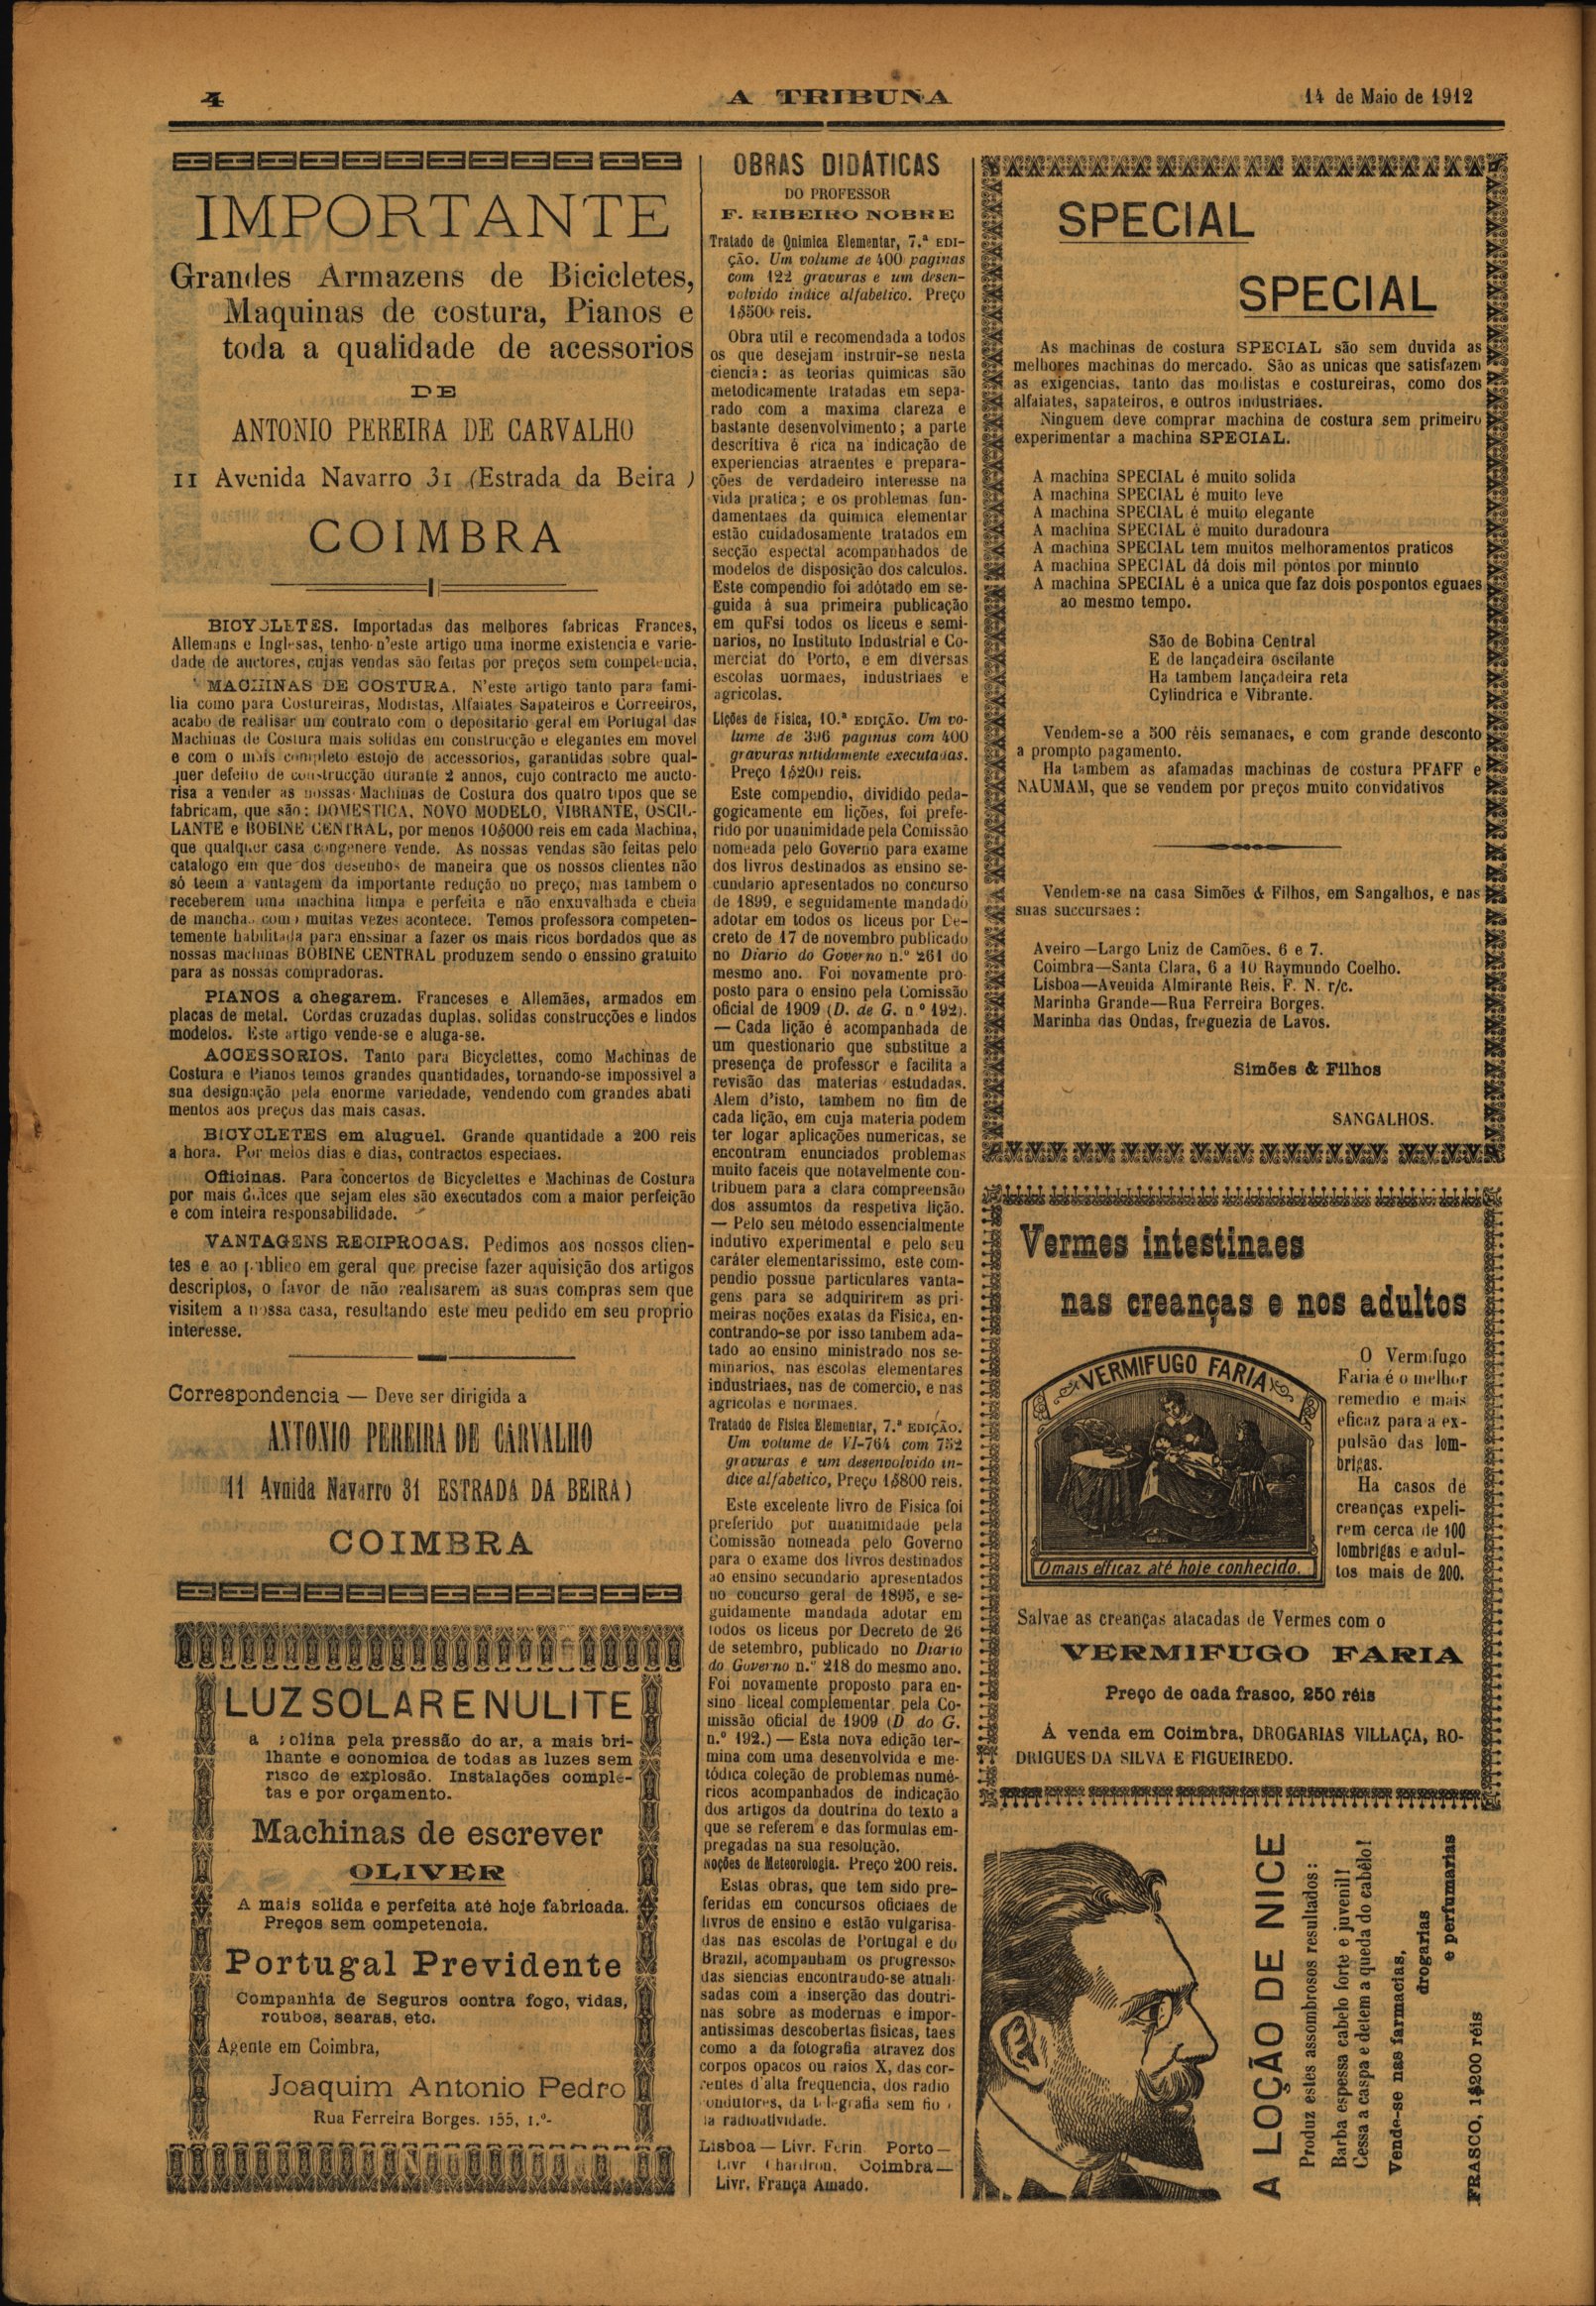 4
A TRIBUNA
14 de Maio de 1912
IMPORTANTE
Grandes Armazens de Bicicletes,
Maquinas de costura, Pianos e
toda a qualidade de acessorios
DE
ANTONIO PEREIRA DE CARVALHO
11 Avenida Navarro 31 (Estrada da Beira )
COIMBRA
BICYCLETES. Importadas das melhores fabricas Frances,
Allemans e Inglesas, tenho n'este artigo uma inorme existencia e varie-
dade de auctores, cujas vendas são feitas por preços sem competencia,
MACHINAS DE COSTURA. N'este artigo tanto para fami-
lia como para Costureiras, Modistas, Alfaiates Sapateiros e Correeiros,
acabo de realisar um contrato com o depositario geral em Portugal das
Machinas de Costura mais solidas em construcção e elegantes em movel
e com o mais completo estojo de accessorios, garantidas sobre qual-
quer defeito de construcção durante 2 annos, cujo contracto me aucto-
risa a vender as nossas Machinas de Costura dos quatro tipos que se
fabricam, que são: DOMESTICA, NOVO MODELO, VIBRANTE, OSCIL-
LANTE e BOBINE CENTRAL, por menos 10$000 reis em cada Machina,
que qualquer casa congenere vende. As nossas vendas são feitas pelo
catalogo em que dos desenhos de maneira que os nossos clientes não
só teem a vantagem da importante redução no preço, mas tambem o
receberem uma machina limpa e perfeita e não enxuvalhada e cheia
de mancha, como muitas vezes acontece. Temos professora competen-
temente habilitada para enssinar a fazer os mais ricos bordados que as
nossas machinas BOBINE CENTRAL produzem sendo o enssino gratuito
para as nossas compradoras.
PIANOS a chegarem. Franceses e Allemães, armados em
placas de metal. Cordas cruzadas duplas, solidas construcções e lindos
modelos. Este artigo vende-se e aluga-se.
ACCESSORIOS. Tanto para Bicyclettes, como Machinas de
Costura e Pianos temos grandes quantidades, tornando-se impossivel a
sua designação pela enorme variedade, vendendo com grandes abati
mentos aos preços das mais casas.
BICYCLETES em aluguel. Grande quantidade a 200 reis
a hora. Por meios dias e dias, contractos especiaes.
Officinas. Para concertos de Bicyclettes e Machinas de Costura
por mais dificeis que sejam eles são executados com a maior perfeição
e com inteira responsabilidade.
VANTAGENS RECIPROCAS. Pedimos aos nossos clien-
tes e ao publico em geral que precise fazer aquisição dos artigos
descriptos, o favor de não realisarem as suas compras sem que
visitem a nossa casa, resultando este meu pedido em seu proprio
interesse.
Correspondencia — Deve ser dirigida a
ANTONIO PEREIRA DE CARVALHO
11 Avnida Navarro 31 ESTRADA DA BEIRA)
COIMBRA
LUZ SOLAR ENULITE
a
olina pela pressão do ar, a mais bri-
lhante e conomica de todas as luzes sem
risco de explosão. Instalações comple-
tas e por orçamento.
Machinas de escrever
OLIVER
A mais solida e perfeita até hoje fabricada.
Preços sem competencia.
Portugal Previdente
Companhia de Seguros contra fogo, vidas,
roubos, searas, etc.
Agente em Coimbra,
Joaquim Antonio Pedro
Rua Ferreira Borges. 155, 1.º-
OBRAS DIDÁTICAS
DO PROFESSOR
F. RIBEIRO NOBRE
Tratado de Quimica Elementar, 7.ª EDI-
ÇÃO. Um volume de 400 paginas
com 122 gravuras e um desen-
volvido indice alfabetico. Preço
1$500 reis.
Obra util e recomendada a todos
os que desejam instruir-se nesta
ciencia: as teorias quimicas são
metodicamente tratadas em sepa-
rado com a maxima clareza e
bastante desenvolvimento; a parte
descritiva é rica na indicação de
experiencias atraentes e prepara-
ções de verdadeiro interesse na
vida pratica; e os problemas fun-
damentaes da quimica elementar
estão cuidadosamente tratados em
secção espectal acompanhados de
modelos de disposição dos calculos.
Este compendio foi adótado em se-
guida á sua primeira publicação
em quFsi todos os liceus e semi-
narios, no Instituto Industrial e Co-
mercial do Porto, e em diversas
escolas uormaes, industriaes e
agricolas.
Lições de Fisica, 10.ª EDIÇÃO. Um vo-
lume de 396 paginas com 400
gravuras nitidamente executadas.
Preço 1$200 reis.
Este compendio, dividido peda-
gogicamente em lições, foi prefe-
rido por unanimidade pela Comissão
nomeada pelo Governo para exame
dos livros destinados as ensino se-
cundario apresentados no concurso
de 1899, e seguidamente mandado
adotar em todos os liceus por De-
creto de 17 de novembro publicado
no Diario do Governo n.º 261 do
mesmo ano. Foi novamente pro-
posto para o ensino pela Comissão
oficial de 1909 (D. de G. n º 192).
— Cada lição é acompanhada de
um questionario que substitue a
presença de professor e facilita a
revisão das materias estudadas.
Alem d'isto, tambem no fim de
cada lição, em cuja materia podem
ter logar aplicações numericas, se
encontram enunciados problemas
muito faceis que notavelmente con-
tribuem para a clara compreensão
dos assumtos da respetiva lição.
— Pelo seu método essencialmente
indutivo experimental e pelo seu
caráter elementarissimo, este com-
pendio possue particulares vanta-
gens para se adquirirem as pri-
meiras noções exatas da Fisica, en-
contrando-se por isso tambem ada-
tado ao ensino ministrado nos se-
minarios, nas escolas elementares
industriaes, nas de comercio, e nas
agricolas e normaes.
Tratado de Fisica Elementar, 7.ª EDIÇÃO.
Um volume de VI-764 com 752
gravuras e um desenvolvido in-
dice alfabetico, Preço 1$800 reis.
Este excelente livro de Fisica foi
preferido por unanimidade pela
Comissão nomeada pelo Governo
para o exame dos livros destinados
ao ensino secundario apresentados
no concurso geral de 1895, e se-
guidamente mandada adotar em
todos os liceus por Decreto de 26
de setembro, publicado no Diario
do Governo n.º 218 do mesmo ano.
Foi novamente proposto para en-
sino liceal complementar pela Co-
missão oficial de 1909 (D do G.
n.º 192.) — Esta nova edição ter-
mina com uma desenvolvida e me-
tódica coleção de problemas numé-
ricos acompanhados de indicação
dos artigos da doutrina do texto a
que se referem e das formulas em-
pregadas na sua resolução.
Noções de Meteorologia. Preço 200 reis.
Estas obras, que tem sido pre-
feridas em concursos oficiaes de
livros de ensino e estão vulgarisa-
das nas escolas de Portugal e do
Brazil, acompanham os progressos
das siencias encontraudo-se atuali-
sadas com a inserção das doutri-
nas sobre as modernas e impor-
antissimas descobertas fisicas, taes
como a da fotografia atravez dos
corpos opacos ou raios X, das cor-
rentes d'alta frequencia, dos radio
ondutores, da telegrafia sem fio
la radioatividade.
Lisboa — Livr. Ferin. Porto —
Livr Chardron. Coimbra —
Livr. França Amado.
SPECIAL
SPECIAL
As machinas de costura SPECIAL são sem duvida as
melhores machinas do mercado. São as unicas que satisfazem
as exigencias, tanto das modistas e costureiras, como dos
alfaiates, sapateiros, e outros industriaes.
Ninguem deve comprar machina de costura sem primeiro
experimentar a machina SPECIAL.
A machina SPECIAL é muito solida
A machina SPECIAL é muito leve
A machina SPECIAL é muito elegante
A machina SPECIAL é muito duradoura
A machina SPECIAL tem muitos melhoramentos praticos
A machina SPECIAL dá dois mil pontos por minuto
A machina SPECIAL é a unica que faz dois pospontos eguaes
ao mesmo tempo.
São de Bobina Central
E de lançadeira oscilante
Ha tambem lançadeira reta
Cylindrica e Vibrante.
Vendem-se a 500 réis semanaes, e com grande desconto
a prompto pagamento.
Ha tambem as afamadas machinas de costura PFAFF e
NAUMAM, que se vendem por preços muito convidativos
Vendem-se na casa Simões & Filhos, em Sangalhos, e nas
suas succursaes:
Aveiro—Largo Luiz de Camões, 6 e 7.
Coimbra—Santa Clara, 6 a 10 Raymundo Coelho.
Lisboa—Avenida Almirante Reis, F. N. r/c.
Marinha Grande—Rua Ferreira Borges.
Marinha das Ondas, freguezia de Lavos.
Simões & Filhos
SANGALHOS.
Vermes intestinaes
nas creanças e nos adultos
VERMIFUGO FARIA
O mais efficaz até hoje conhecido.
O Vermifugo
Faria é o melhor
remedio e mais
eficaz para a ex-
pulsão das lom-
brigas.
Ha casos de
creanças expeli-
rem cerca de 100
lombrigas e adul-
tos mais de 200.
Salvae as creanças atacadas de Vermes com o
VERMIFUGO FARIA
Preço de cada frasco, 250 réis
Á venda em Coimbra, DROGARIAS VILLAÇA, RO-
DRIGUES DA SILVA E FIGUEIREDO.
A LOÇÃO DE NICE
Produz estes assombrosos resultados:
Barba espessa cabelo forte e juvenil!
Cessa a caspa e detem a queda do cabêlo!
Vende-se nas farmacias,
drogarias
e perfumarias
FRASCO, 1$200 réis